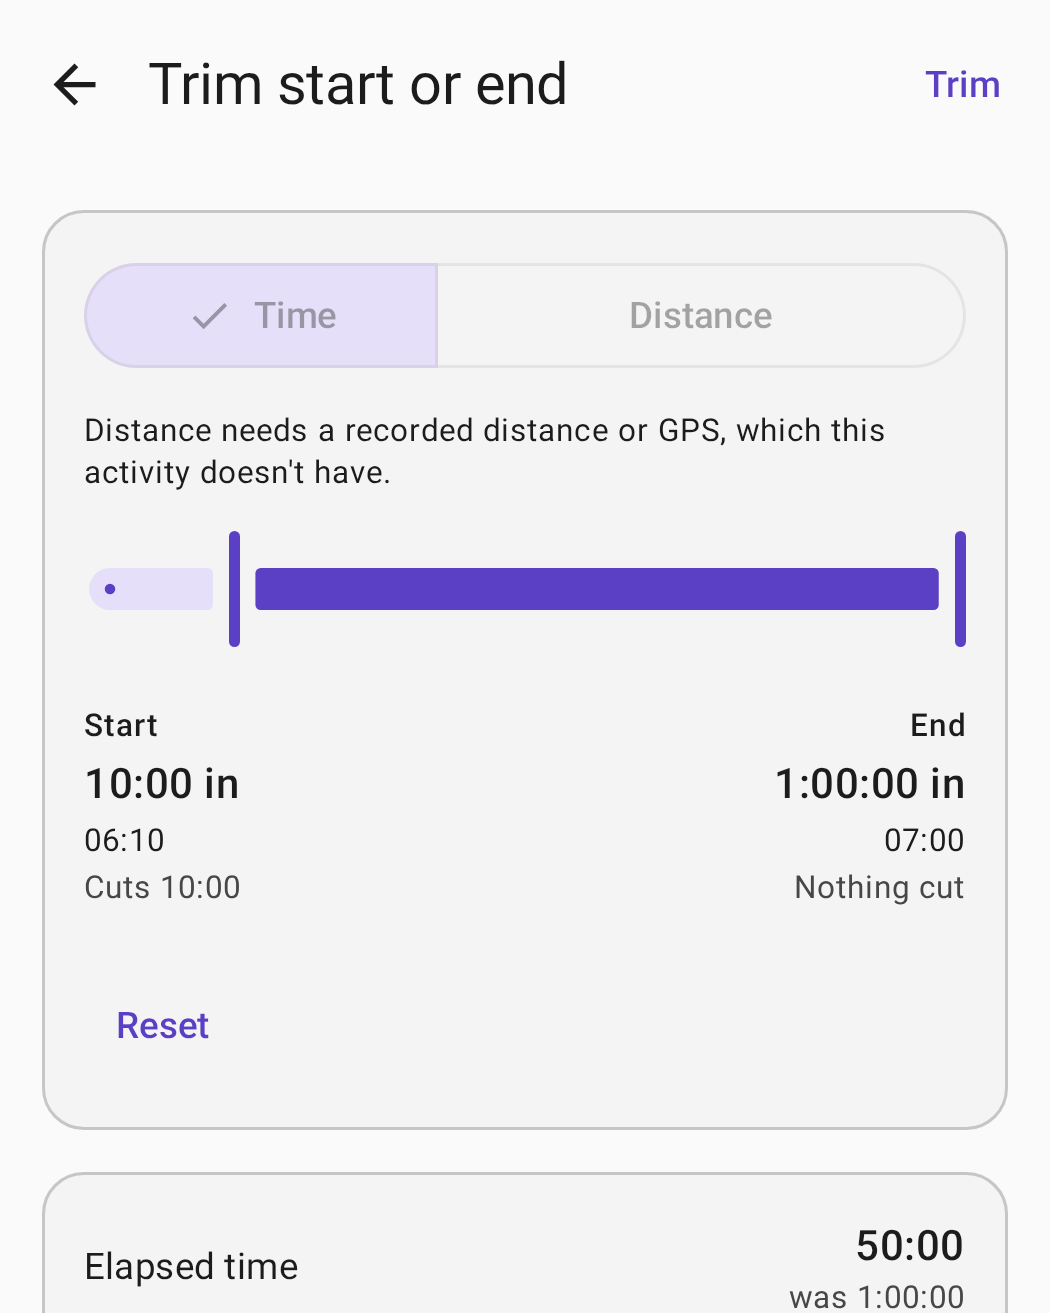 Trim start or end
Trim
Time
Distance
Distance needs a recorded distance or GPS, which this
activity doesn't have.
Start
End
10:00 in
1:00:00 in
06:10
07:00
Cuts 10:00
Nothing cut
Reset
Elapsed time
50:00
was 1:00:00